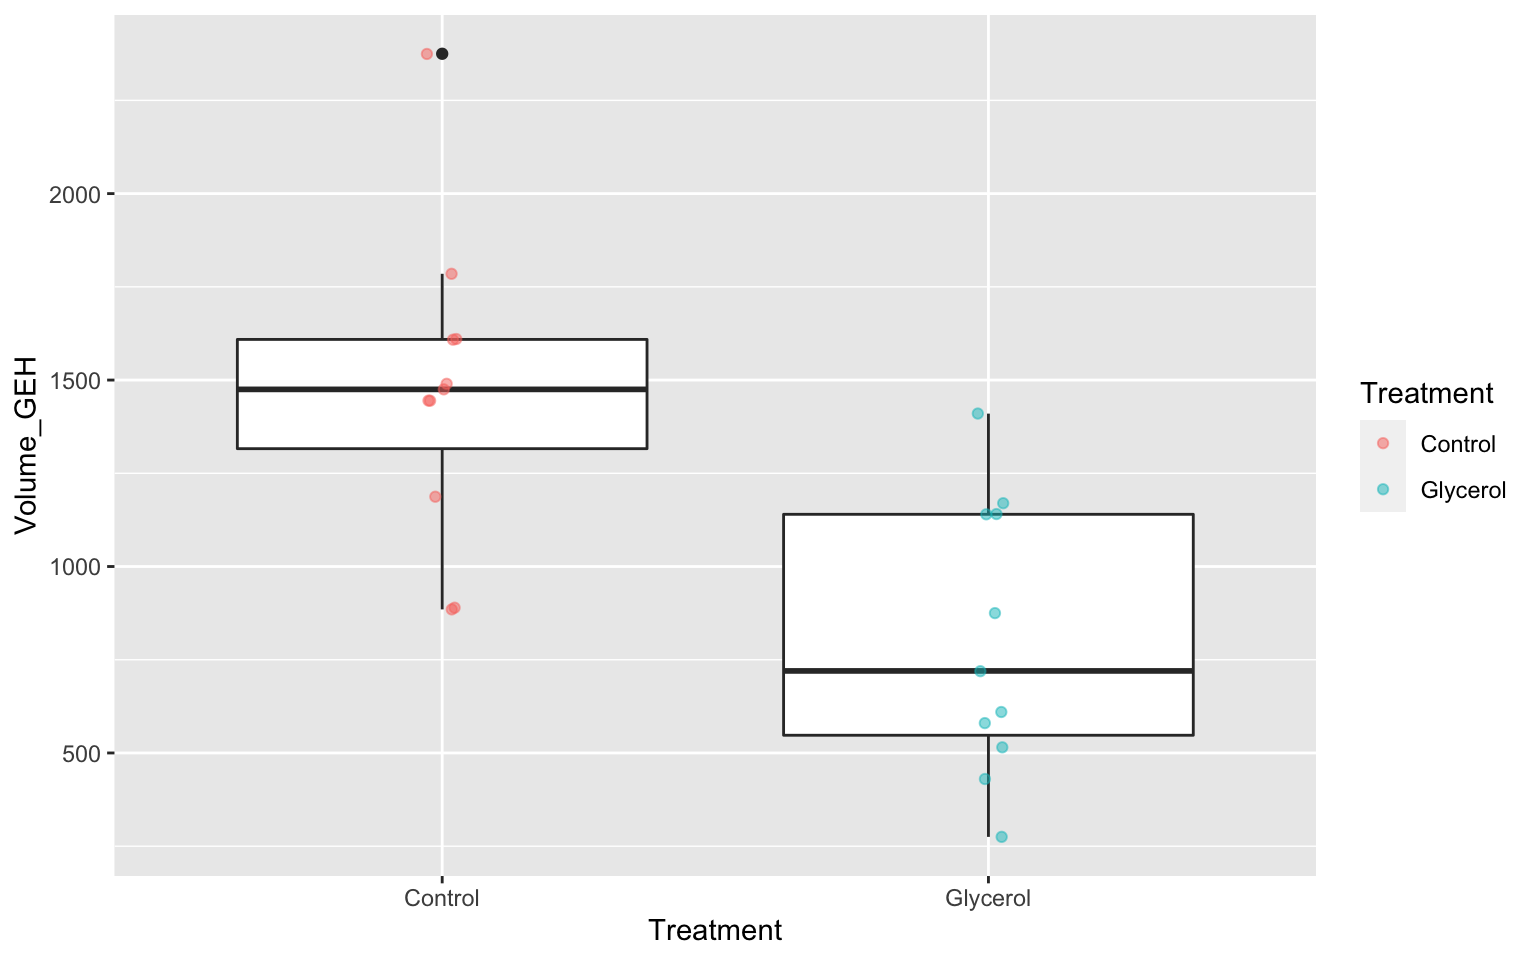 Volume_GEH
2000
1500
1000
500
Control
Glycerol
Treatment
Treatment
Control
Glycerol